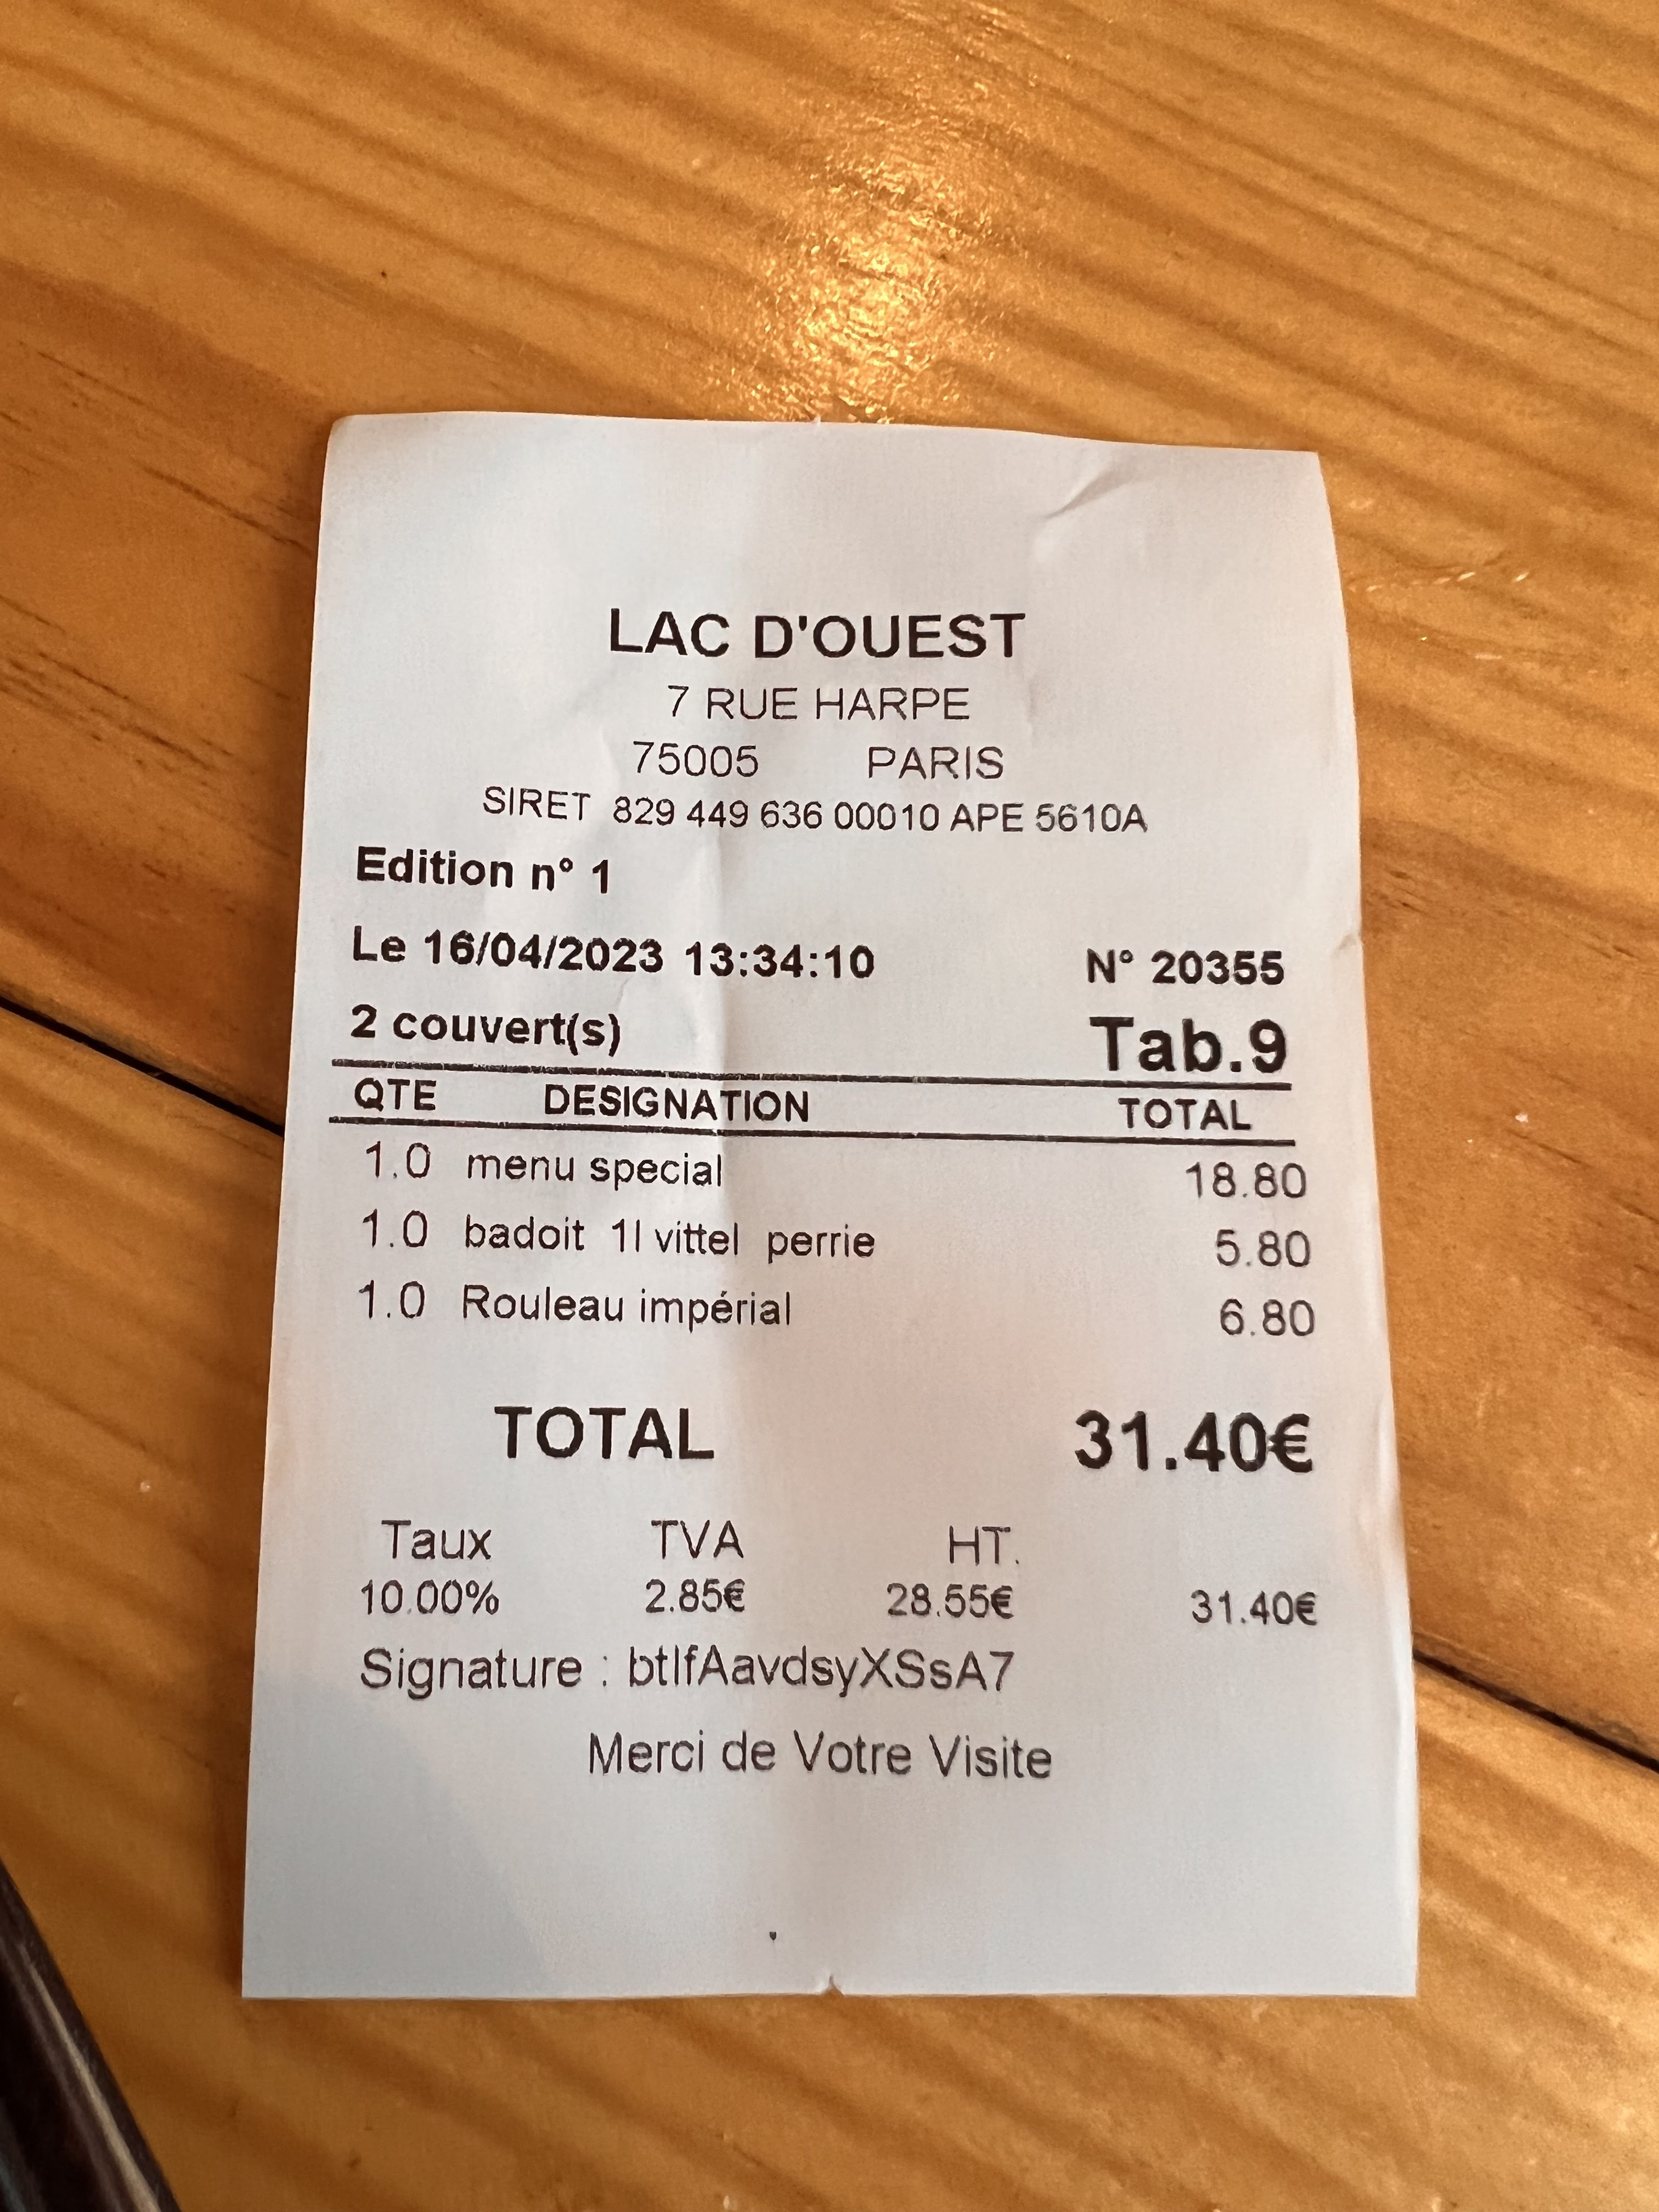 LAC D'OUEST
7 RUE HARPE
75005 PARIS
SIRET 829 449 636 00010 APE 5610A
Edition n° 1
Le 16/04/2023 13:34:10 N° 20355
2 couvert(s) Tab.9
QTE DESIGNATION TOTAL
1.0 menu special 18.80
1.0 badoit 1l vittel perrie 5.80
1.0 Rouleau impérial 6.80
TOTAL 31.40€
Taux TVA HT.
10.00% 2.85€ 28.55€ 31.40€
Signature : btIfAavdsyXSsA7
Merci de Votre Visite